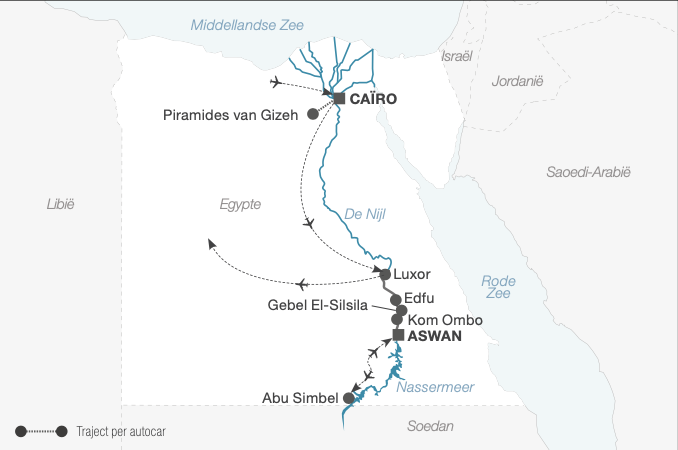 Middellandse Zee
Israël
Jordanië
CAÏRO
Piramides van Gizeh
Saoedi-Arabië
Libië
Egypte
De Nijl
Luxor
Rode
Zee
Edfu
Gebel El-Silsila
Kom Ombo
ASWAN
Nassermeer
Abu Simbel
Soedan
Traject per autocar